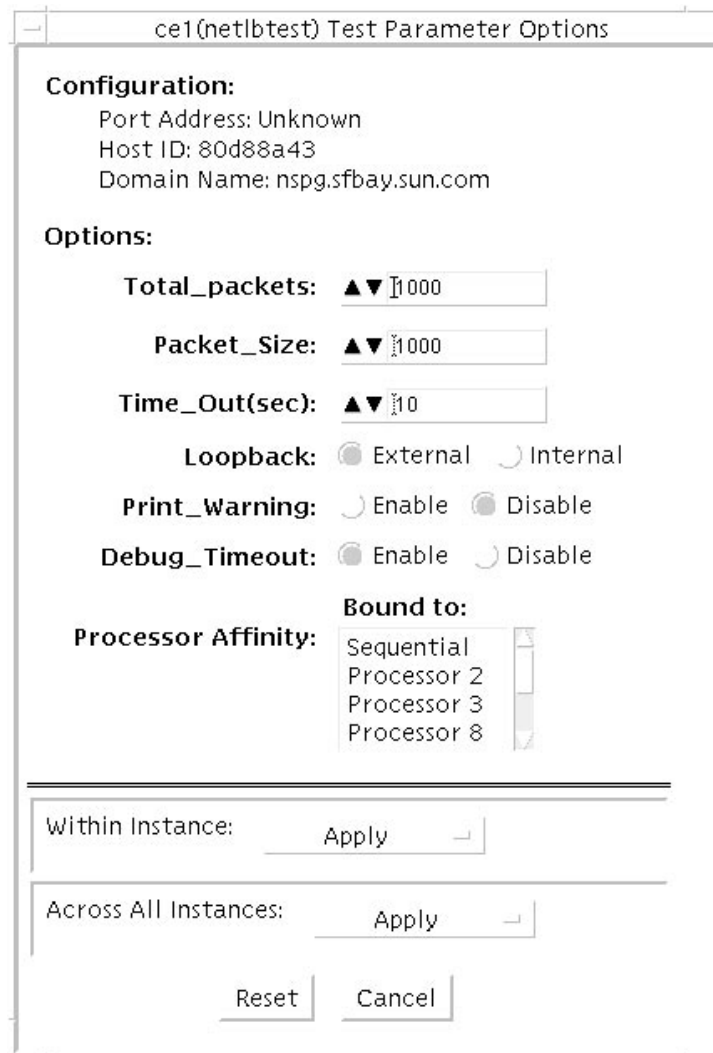 ce1(netlbtest) Test Parameter Options
Configuration:
Port Address: Unknown
Host ID: 80d88a43
Domain Name: nspg.sfbay.sun.com
Options:
Total_packets: 1000
Packet_Size: 1000
Time_Out(sec): 10
Loopback: External Internal
Print_Warning: Enable Disable
Debug_Timeout: Enable Disable
Bound to:
Processor Affinity:
Sequential
Processor 2
Processor 3
Processor 8
Within Instance: Apply
Across All Instances: Apply
Reset Cancel